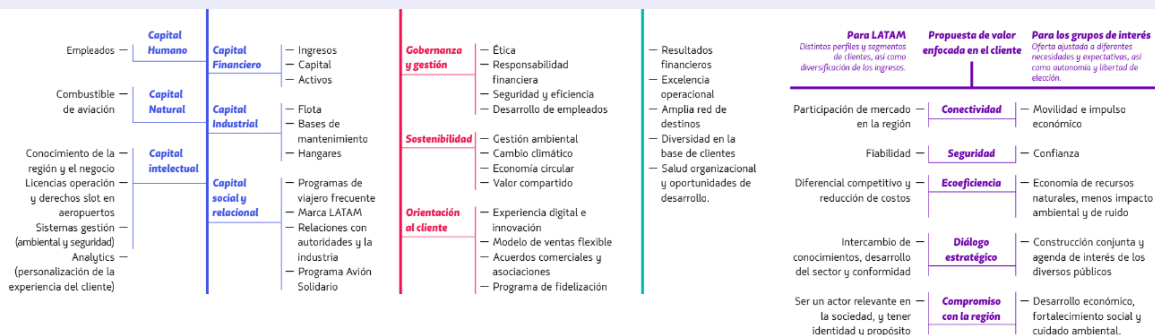 Capital
Humano
Empleados
Capital
Natural
Combustible
de aviación
Capital
intelectual
Conocimiento de la
región y el negocio
Licencias operación
y derechos slot en
aeropuertos
Sistemas gestión
(ambiental y seguridad)
Analytics
(personalización de la
experiencia del cliente)
Capital
Financiero
— Ingresos
— Capital
— Activos
Capital
Industrial
— Flota
— Bases de
mantenimiento
— Hangares
Capital
social y
relacional
— Programas de
viajero frecuente
— Marca LATAM
— Relaciones con
autoridades y la
industria
— Programa Avión
Solidario
Gobernanza
y gestión
— Ética
— Responsabilidad
financiera
— Seguridad y eficiencia
— Desarrollo de empleados
Sostenibilidad
— Gestión ambiental
— Cambio climático
— Economía circular
— Valor compartido
Orientación
al cliente
— Experiencia digital e
innovación
— Modelo de ventas flexible
— Acuerdos comerciales y
asociaciones
— Programa de fidelización
— Resultados
financieros
— Excelencia
operacional
— Amplia red de
destinos
— Diversidad en la
base de clientes
— Salud organizacional
y oportunidades de
desarrollo.
Para LATAM
Distintos perfiles y segmentos
de clientes, así como
diversificación de los ingresos.
Propuesta de valor
enfocada en el cliente
Para los grupos de interés
Oferta ajustada a diferentes
necesidades y expectativas, así
como autonomía y libertad de
elección.
Participación de mercado
en la región
Conectividad
— Movilidad e impulso
económico
Fiabilidad
Seguridad
— Confianza
Diferencial competitivo y
reducción de costos
Ecoeficiencia
— Economía de recursos
naturales, menos impacto
ambiental y de ruido
Intercambio de
conocimientos, desarrollo
del sector y conformidad
Diálogo
estratégico
— Construcción conjunta y
agenda de interés de los
diversos públicos
Ser un actor relevante en
la sociedad, y tener
identidad y propósito
Compromiso
con la región
— Desarrollo económico,
fortalecimiento social y
cuidado ambiental.